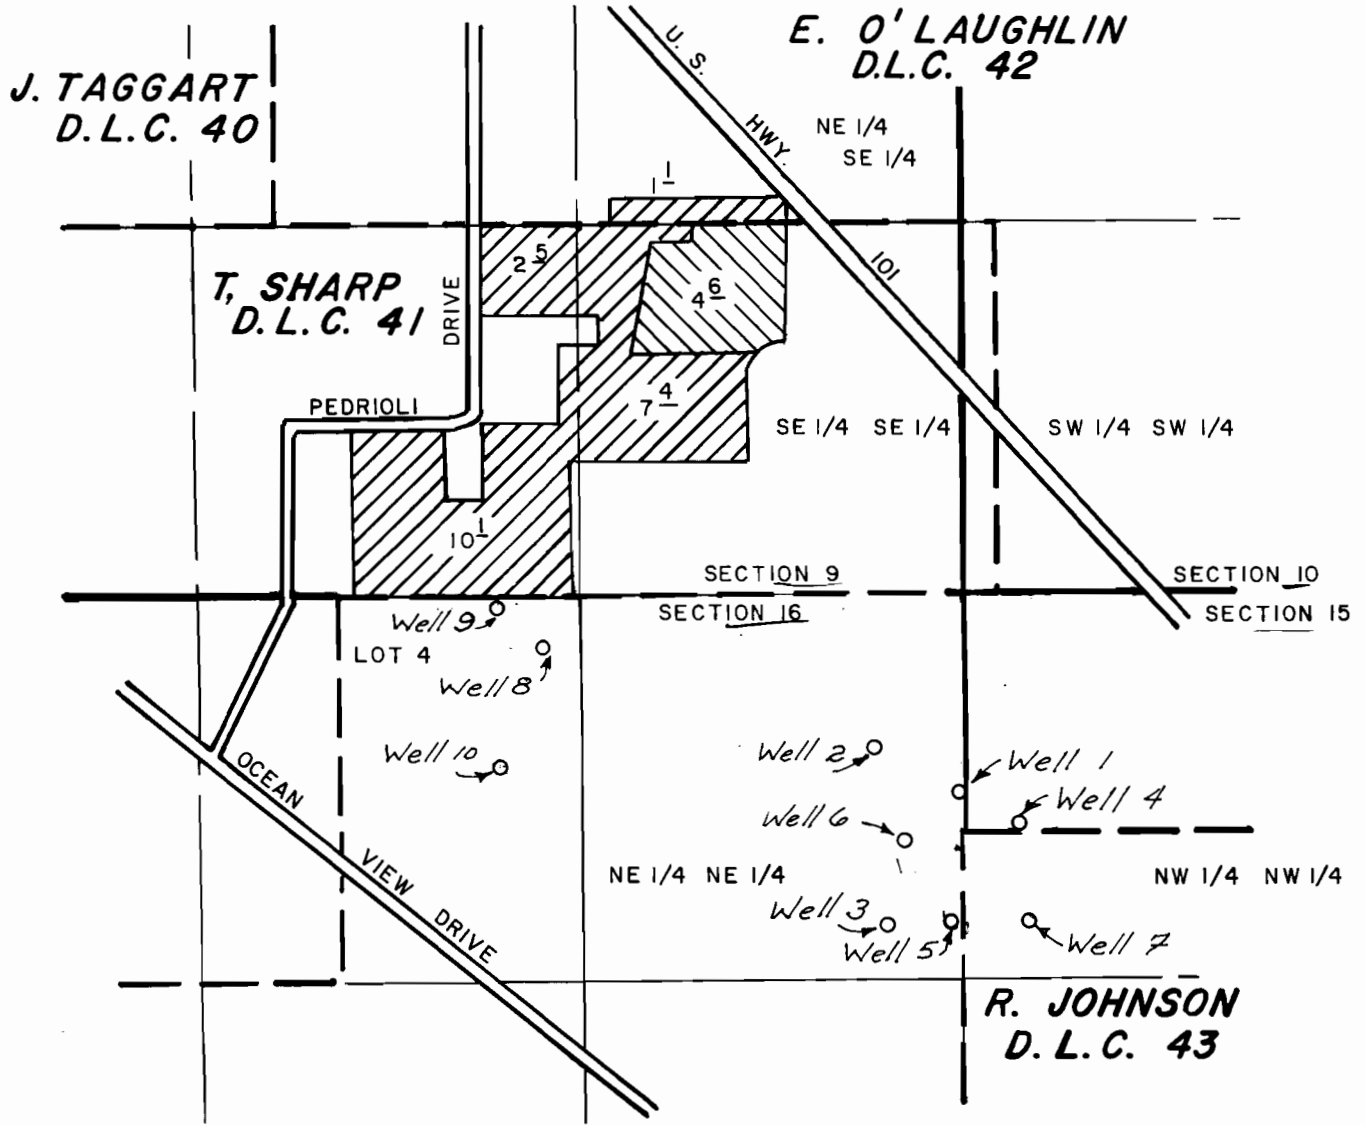 E. O' LAUGHLIN
D.L.C. 42
J. TAGGART
D.L.C. 40
U.S. HWY. 101
NE 1/4
SE 1/4
1 1
2 5
4 6
T, SHARP
D.L.C. 41
PEDRIOLI DRIVE
7 4
SE 1/4 SE 1/4
SW 1/4 SW 1/4
10 1
SECTION 9
SECTION 10
SECTION 16
SECTION 15
Well 9
LOT 4
Well 8
Well 10
Well 2
Well 1
Well 4
Well 6
OCEAN VIEW DRIVE
NE 1/4 NE 1/4
NW 1/4 NW 1/4
Well 3
Well 5
Well 7
R. JOHNSON
D.L.C. 43